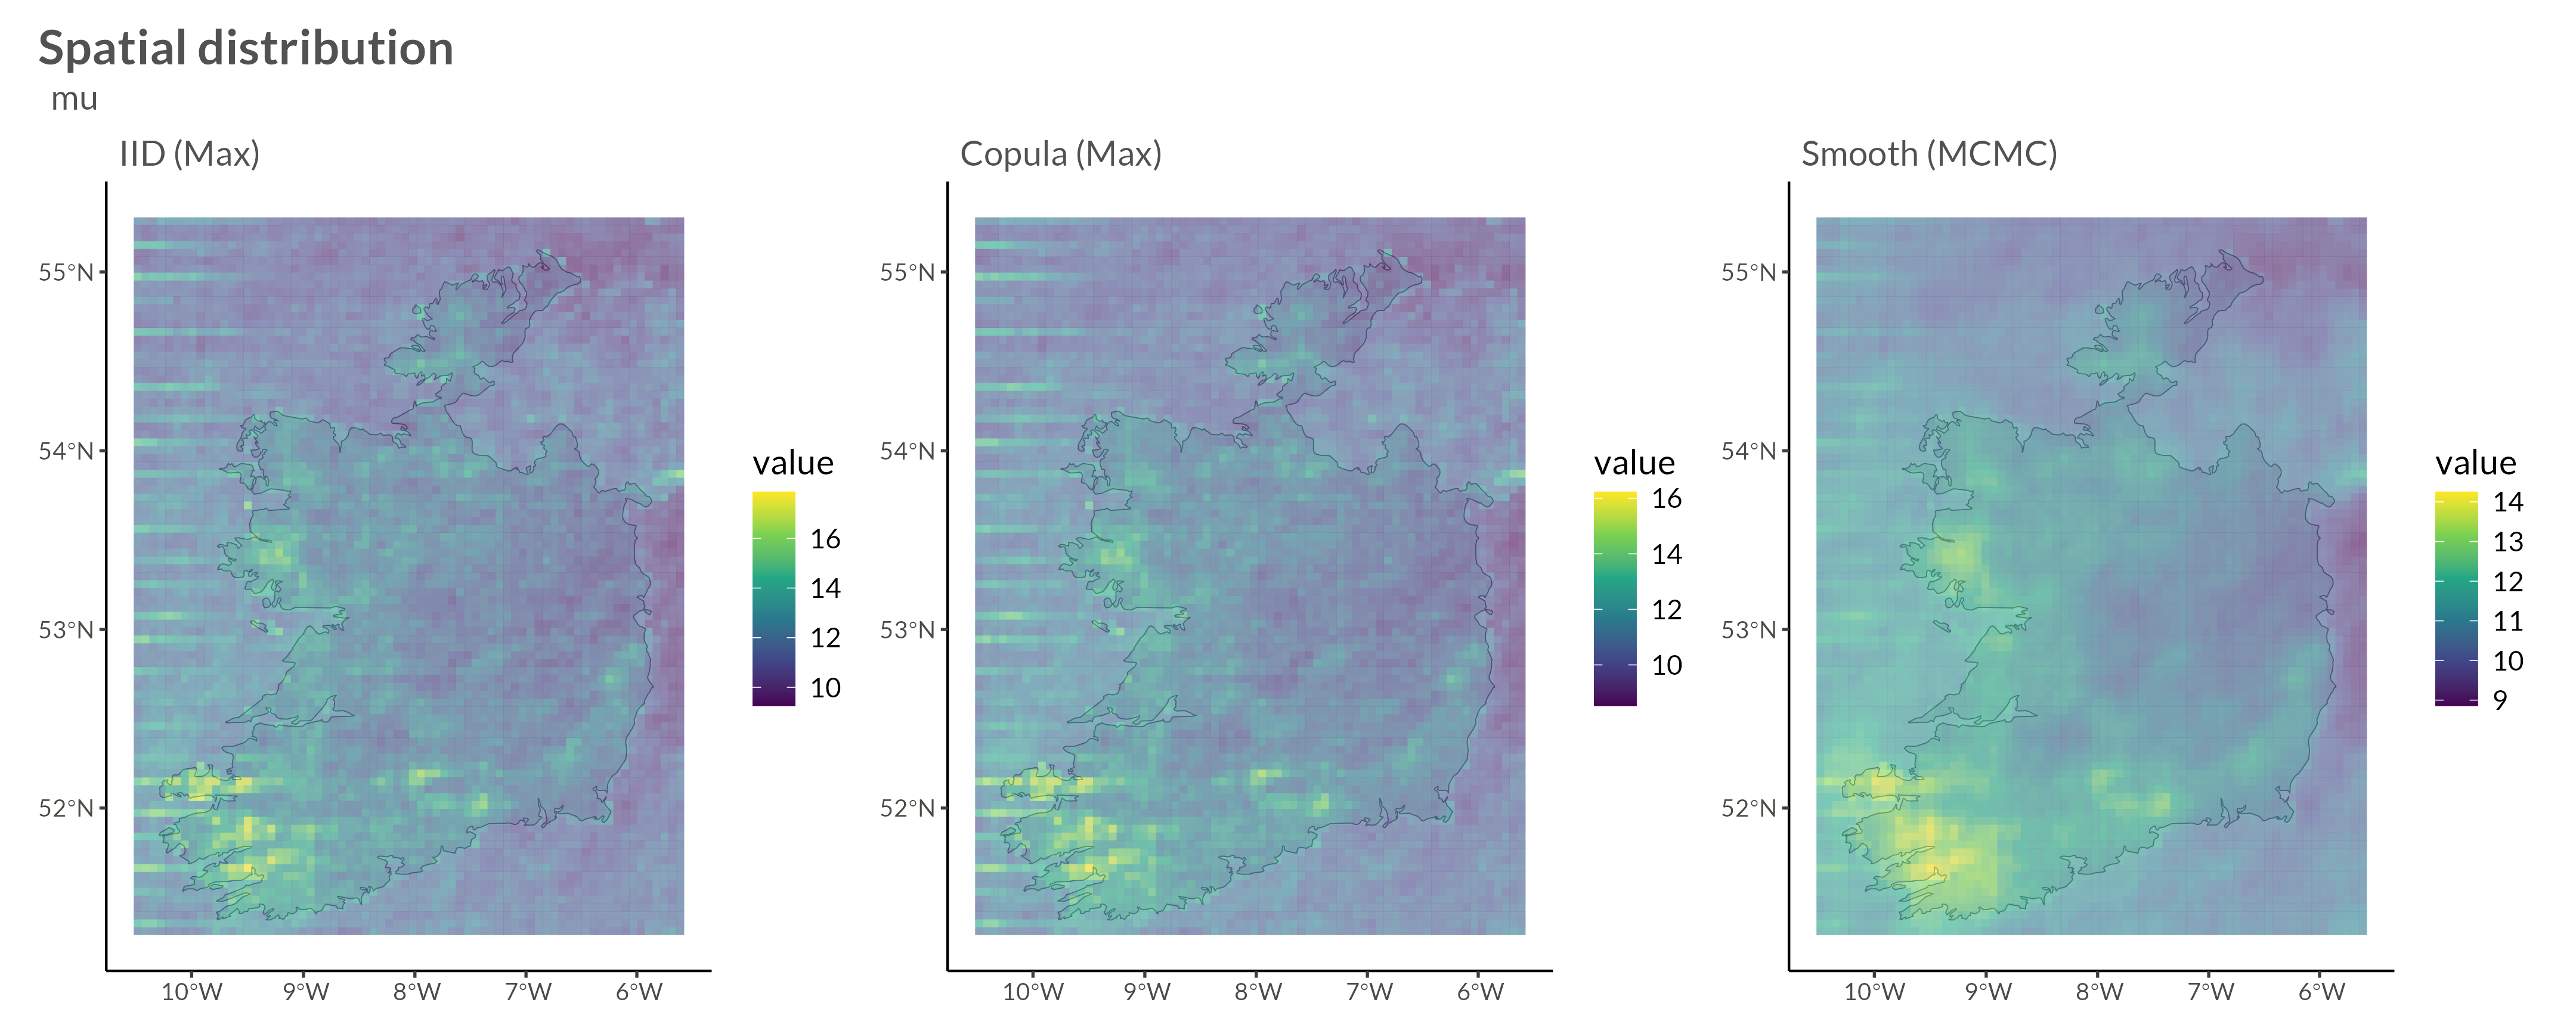 Spatial distribution
mu
IID (Max)
55°N
54°N
53°N
52°N
10°W 9°W 8°W 7°W 6°W
value
16
14
12
10
Copula (Max)
55°N
54°N
53°N
52°N
10°W 9°W 8°W 7°W 6°W
value
16
14
12
10
Smooth (MCMC)
55°N
54°N
53°N
52°N
10°W 9°W 8°W 7°W 6°W
value
14
13
12
11
10
9